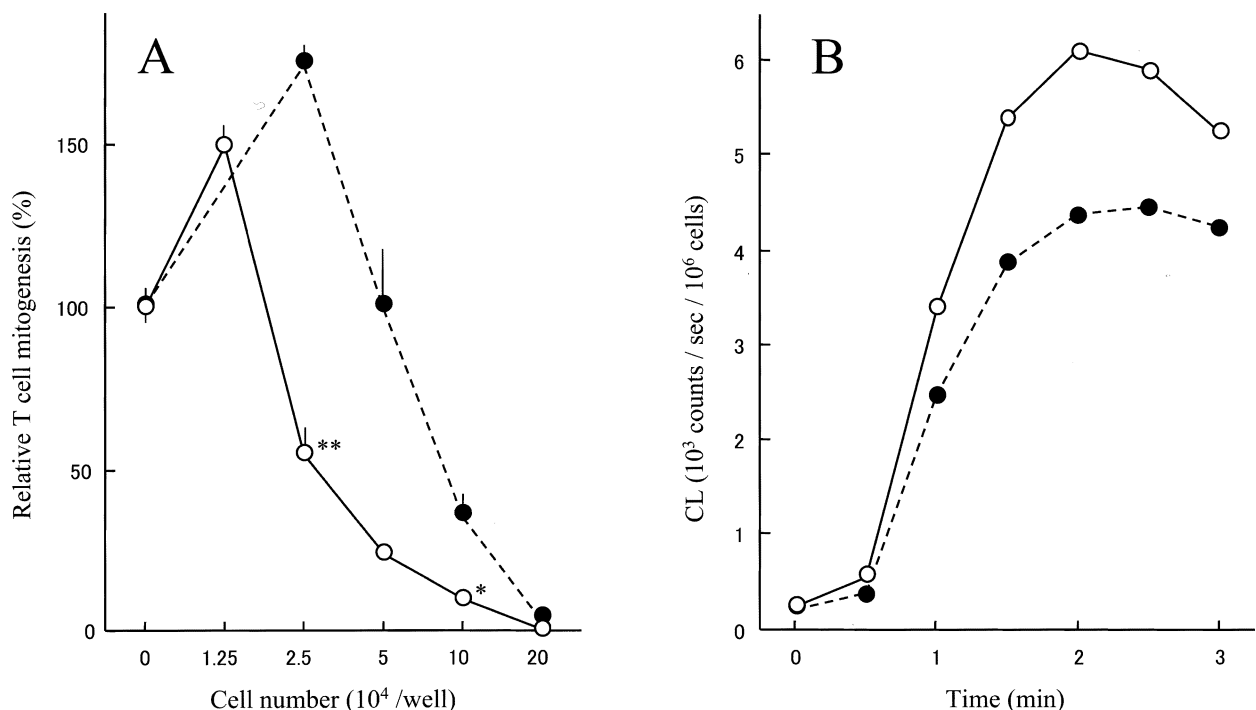 A
150
100
50
0
Relative T cell mitogenesis (%)
**
*
0 1.25 2.5 5 10 20
Cell number (10⁴ /well)
B
6
5
4
3
2
1
0
CL (10³ counts / sec / 10⁶ cells)
0 1 2 3
Time (min)